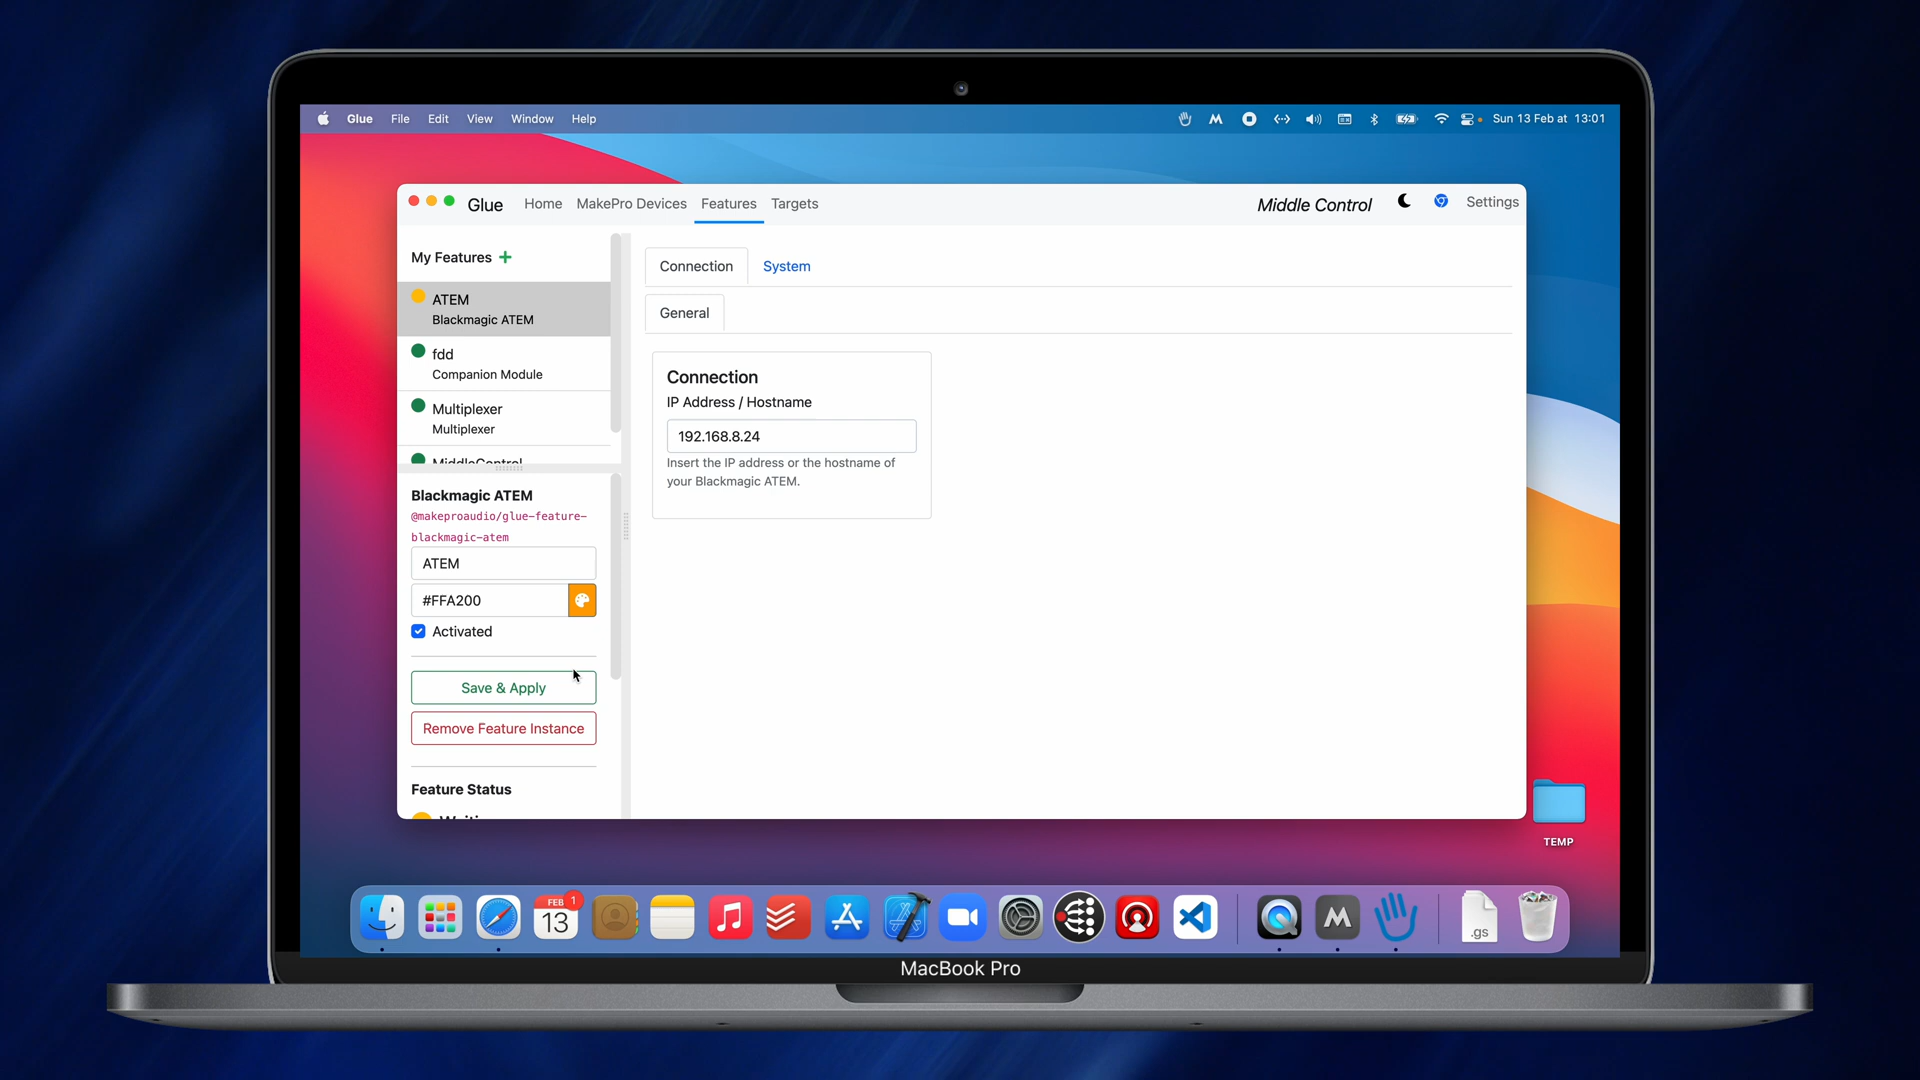 Glue File Edit View Window Help Sun 13 Feb at 13:01
Glue Home MakePro Devices Features Targets Middle Control Settings
My Features
ATEM
Blackmagic ATEM
fdd
Companion Module
Multiplexer
Multiplexer
MiddleControl
Blackmagic ATEM
@makeproaudio/glue-feature-
blackmagic-atem
ATEM
#FFA200
Activated
Save & Apply
Remove Feature Instance
Feature Status
Connection System
General
Connection
IP Address / Hostname
192.168.8.24
Insert the IP address or the hostname of
your Blackmagic ATEM.
TEMP
FEB 1
13
.gs
MacBook Pro